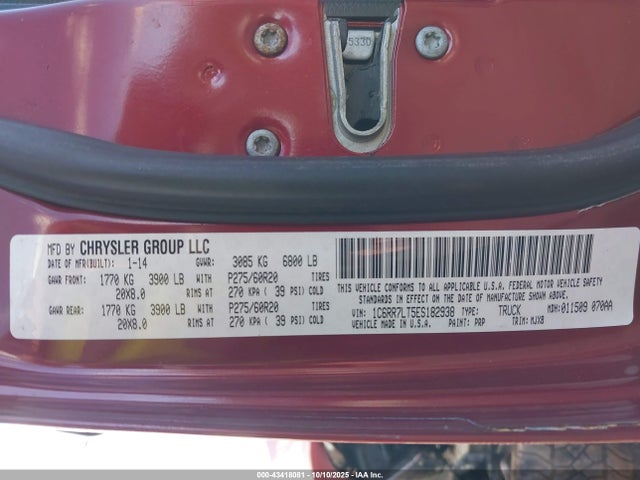 533D
MFD BY CHRYSLER GROUP LLC
DATE OF MFR(BUILT): 1-14 GVWR: 3085 KG 6800 LB
GAWR FRONT: 1770 KG 3900 LB WITH P275/60R20 TIRES
20X8.0 RIMS AT 270 KPA ( 39 PSI) COLD
GAWR REAR: 1770 KG 3900 LB WITH P275/60R20 TIRES
20X8.0 RIMS AT 270 KPA ( 39 PSI) COLD
THIS VEHICLE CONFORMS TO ALL APPLICABLE U.S.A. FEDERAL MOTOR VEHICLE SAFETY
STANDARDS IN EFFECT ON THE DATE OF MANUFACTURE SHOWN ABOVE.
VIN: 1C6RR7LT5ES182938 TYPE: TRUCK MDH:011509 070AA
VEHICLE MADE IN U.S.A. PAINT: PRP TRIM: MJX8
000-43418081 - 10/10/2025 - IAA Inc.